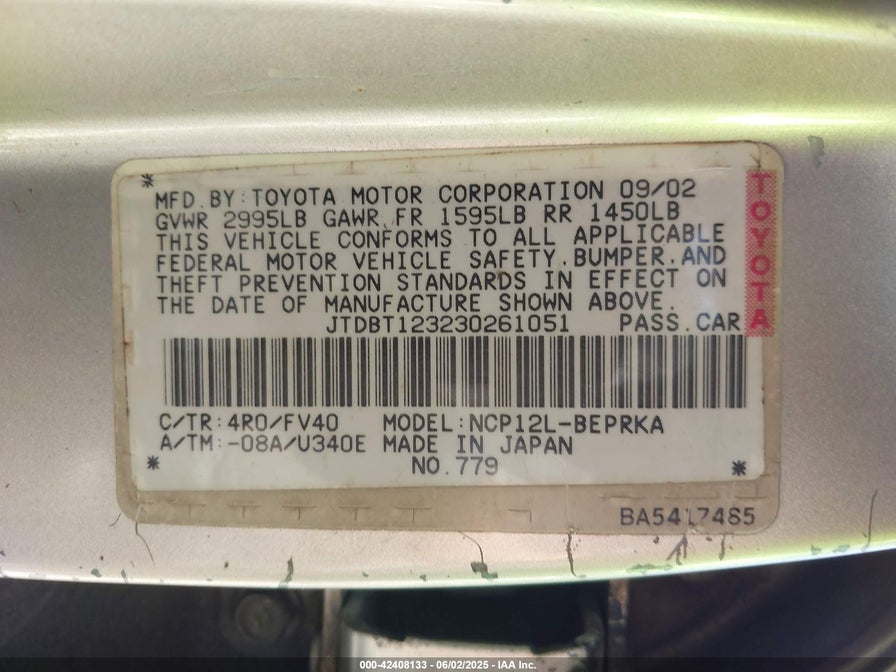 MFD. BY: TOYOTA MOTOR CORPORATION 09/02
GVWR 2995LB GAWR FR 1595LB RR 1450LB
THIS VEHICLE CONFORMS TO ALL APPLICABLE
FEDERAL MOTOR VEHICLE SAFETY, BUMPER, AND
THEFT PREVENTION STANDARDS IN EFFECT ON
THE DATE OF MANUFACTURE SHOWN ABOVE.
JTDBT123230261051 PASS. CAR
TOYOTA
C/TR: 4R0/FV40 MODEL: NCP12L-BEPRKA
A/TM: -08A/U340E MADE IN JAPAN
NO. 779
BA5417485
000-42408133 - 06/02/2025 - IAA Inc.